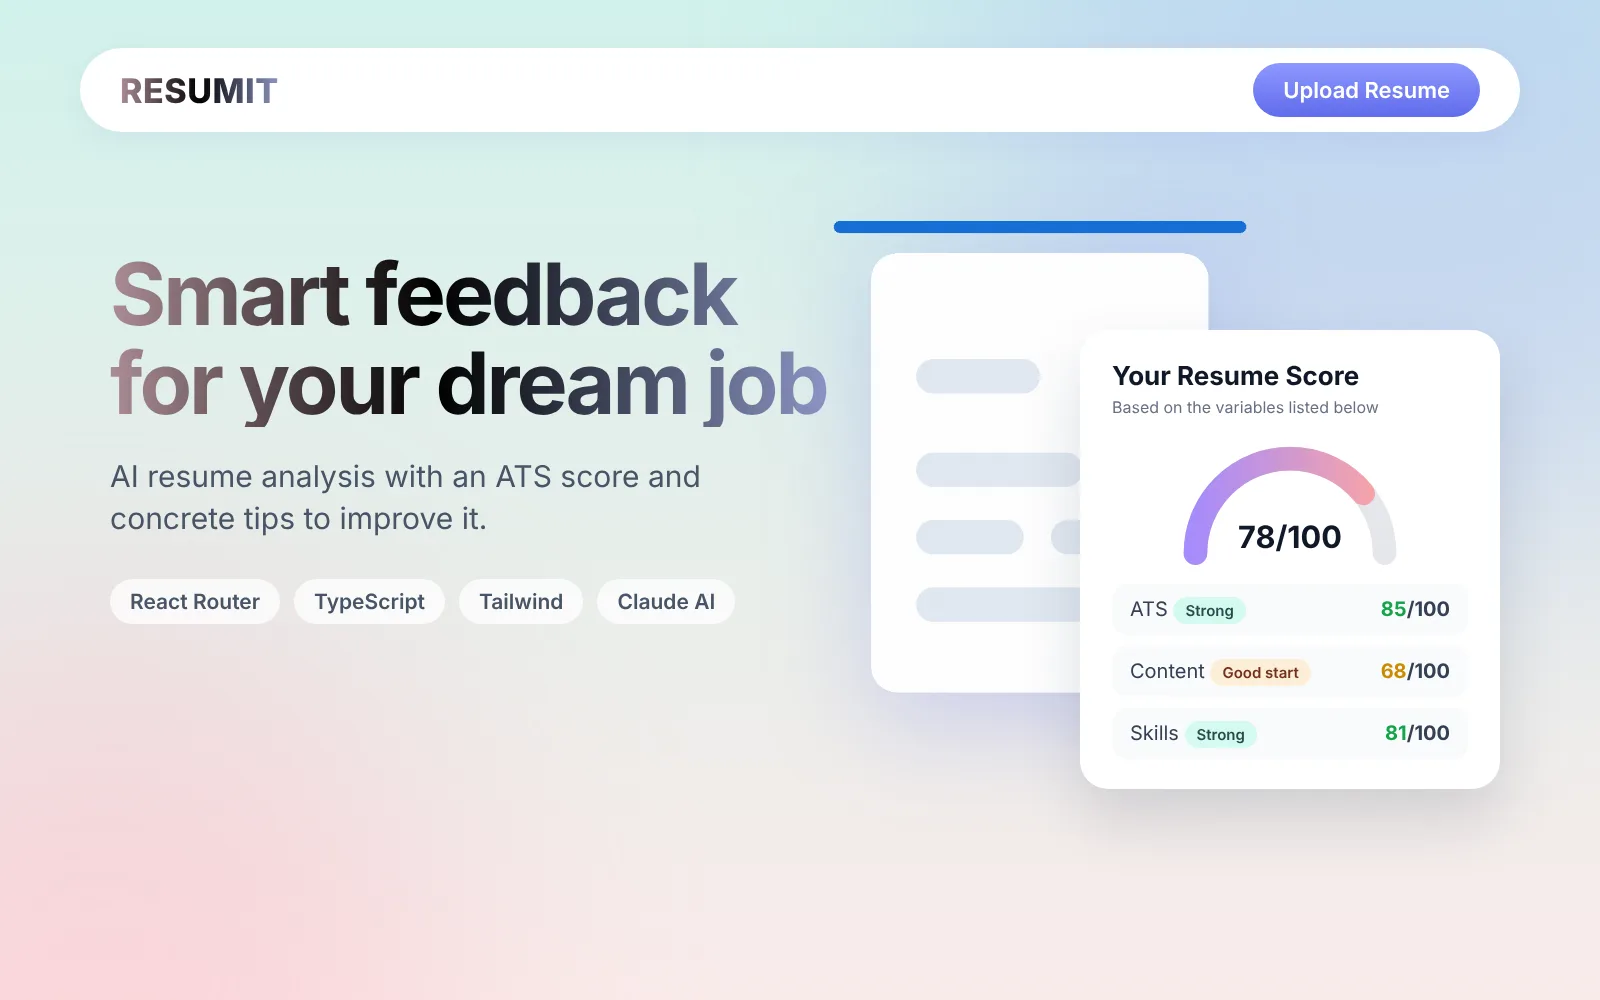 RESUMIT
Upload Resume
Smart feedback
for your dream job
AI resume analysis with an ATS score and
concrete tips to improve it.
React Router
TypeScript
Tailwind
Claude AI
Your Resume Score
Based on the variables listed below
78/100
ATS Strong 85/100
Content Good start 68/100
Skills Strong 81/100